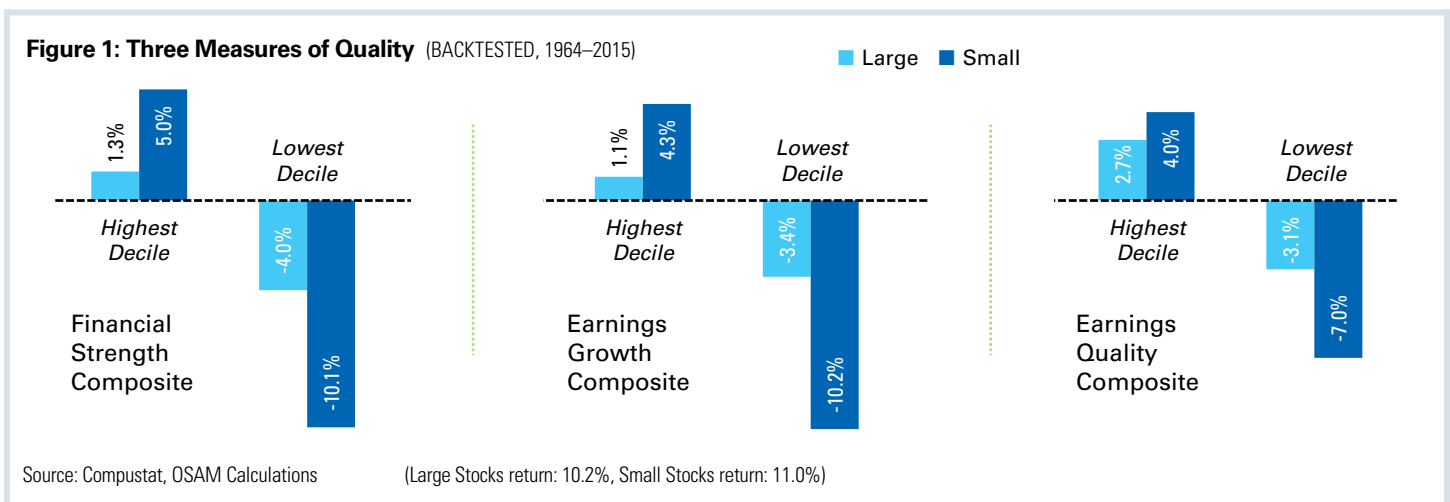 Figure 1: Three Measures of Quality (BACKTESTED, 1964–2015)
Large Small
1.3%
5.0%
Lowest
Decile
Highest
Decile
-4.0%
-10.1%
Financial
Strength
Composite
1.1%
4.3%
Lowest
Decile
Highest
Decile
-3.4%
-10.2%
Earnings
Growth
Composite
2.7%
4.0%
Lowest
Decile
Highest
Decile
-3.1%
-7.0%
Earnings
Quality
Composite
Source: Compustat, OSAM Calculations (Large Stocks return: 10.2%, Small Stocks return: 11.0%)